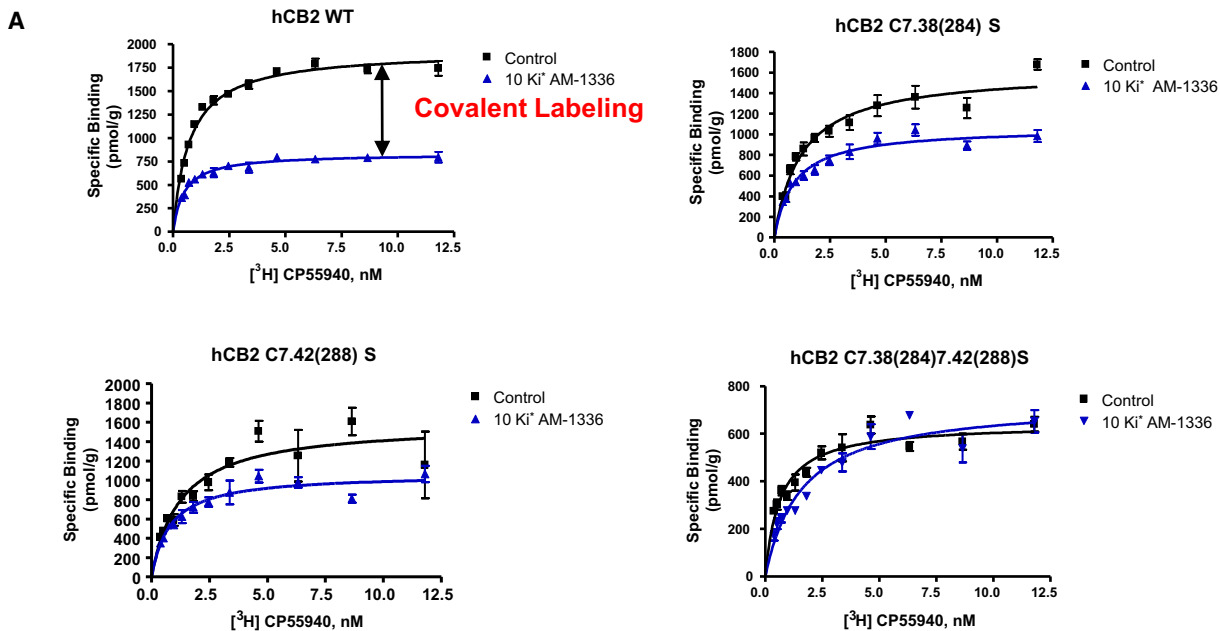 A
hCB2 WT
Specific Binding
(pmol/g)
2000
1750
1500
1250
1000
750
500
250
0
0.0 2.5 5.0 7.5 10.0 12.5
[³H] CP55940, nM
Control
10 Ki* AM-1336
Covalent Labeling
hCB2 C7.38(284) S
Specific Binding
(pmol/g)
1800
1600
1400
1200
1000
800
600
400
200
0
0.0 2.5 5.0 7.5 10.0 12.5
[³H] CP55940, nM
Control
10 Ki* AM-1336
hCB2 C7.42(288) S
Specific Binding
(pmol/g)
2000
1800
1600
1400
1200
1000
800
600
400
200
0
0.0 2.5 5.0 7.5 10.0 12.5
[³H] CP55940, nM
Control
10 Ki* AM-1336
hCB2 C7.38(284)7.42(288)S
Specific Binding
(pmol/g)
800
600
400
200
0
0.0 2.5 5.0 7.5 10.0 12.5
[³H] CP55940, nM
Control
10 Ki* AM-1336